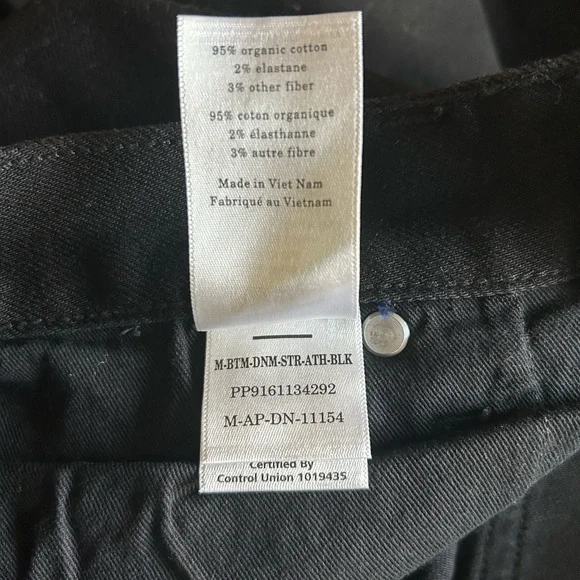 95% organic cotton
2% elastane
3% other fiber
95% coton organique
2% élasthanne
3% autre fibre
Made in Viet Nam
Fabriqué au Vietnam
M-BTM-DNM-STR-ATH-BLK
PP9161134292
M-AP-DN-11154
Certified By
Control Union 1019435